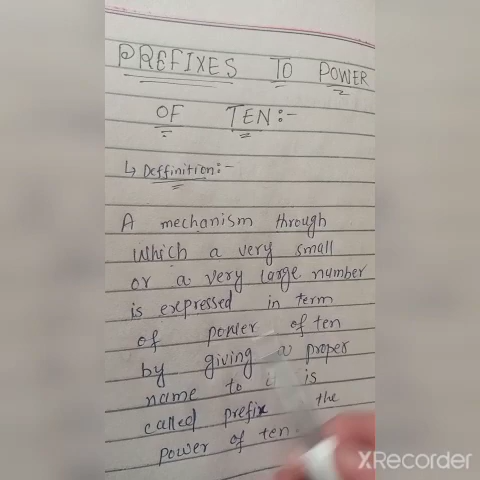 PREFIXES TO POWER
OF TEN:-
↳ Deffinition:-
A mechanism through
which a very small
or a very large number
is expressed in term
of power of ten
by giving a proper
name to it is
called prefix the
power of ten.
XRecorder